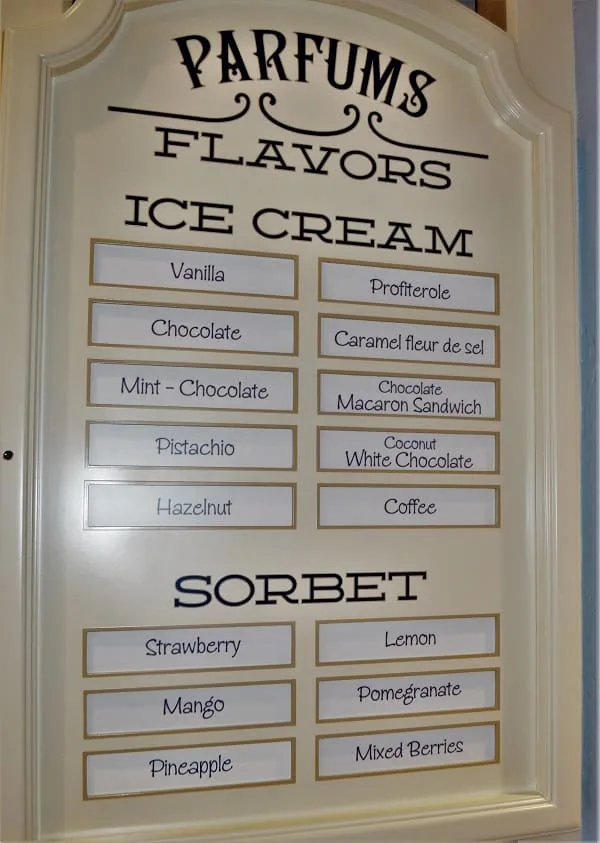 PARFUMS
FLAVORS
ICE CREAM
Vanilla
Chocolate
Mint - Chocolate
Pistachio
Hazelnut
Profiterole
Caramel fleur de sel
Chocolate
Macaron Sandwich
Coconut
White Chocolate
Coffee
SORBET
Strawberry
Mango
Pineapple
Lemon
Pomegranate
Mixed Berries